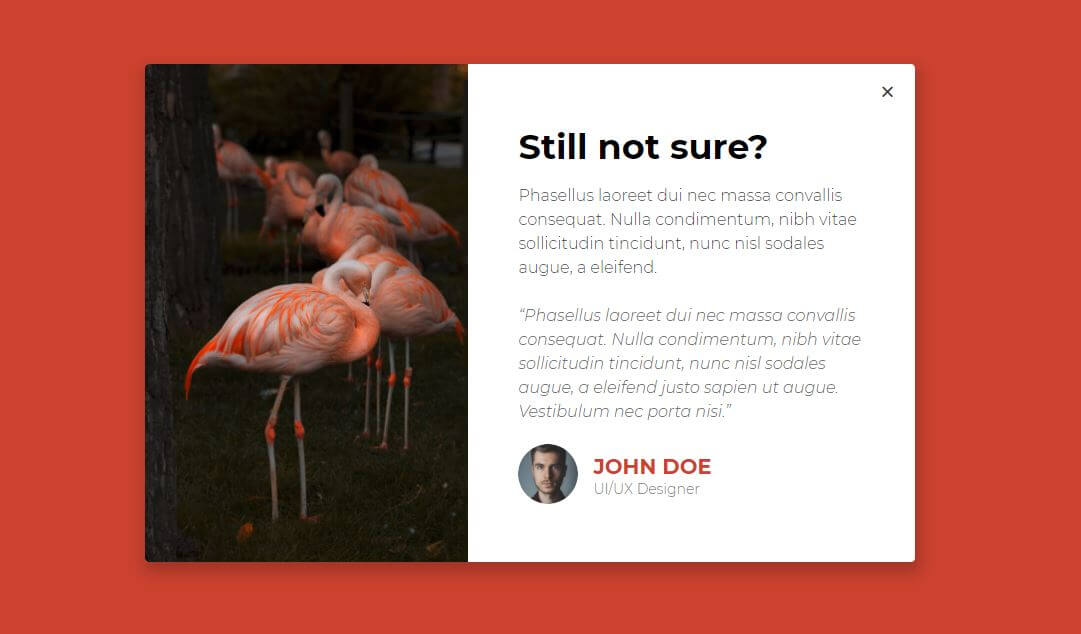 Still not sure?
Phasellus laoreet dui nec massa convallis
consequat. Nulla condimentum, nibh vitae
sollicitudin tincidunt, nunc nisl sodales
augue, a eleifend.
“Phasellus laoreet dui nec massa convallis
consequat. Nulla condimentum, nibh vitae
sollicitudin tincidunt, nunc nisl sodales
augue, a eleifend justo sapien ut augue.
Vestibulum nec porta nisi.”
JOHN DOE
UI/UX Designer